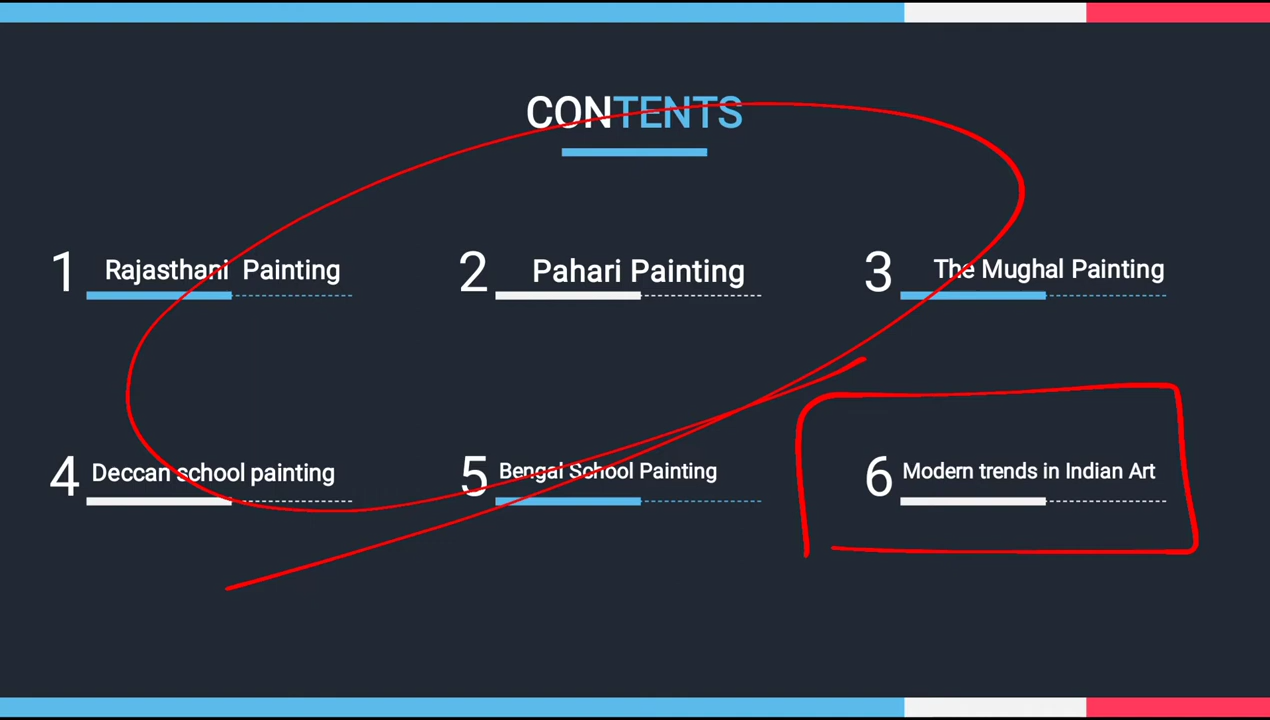 CONTENTS
1 Rajasthani Painting
2 Pahari Painting
3 The Mughal Painting
4 Deccan school painting
5 Bengal School Painting
6 Modern trends in Indian Art